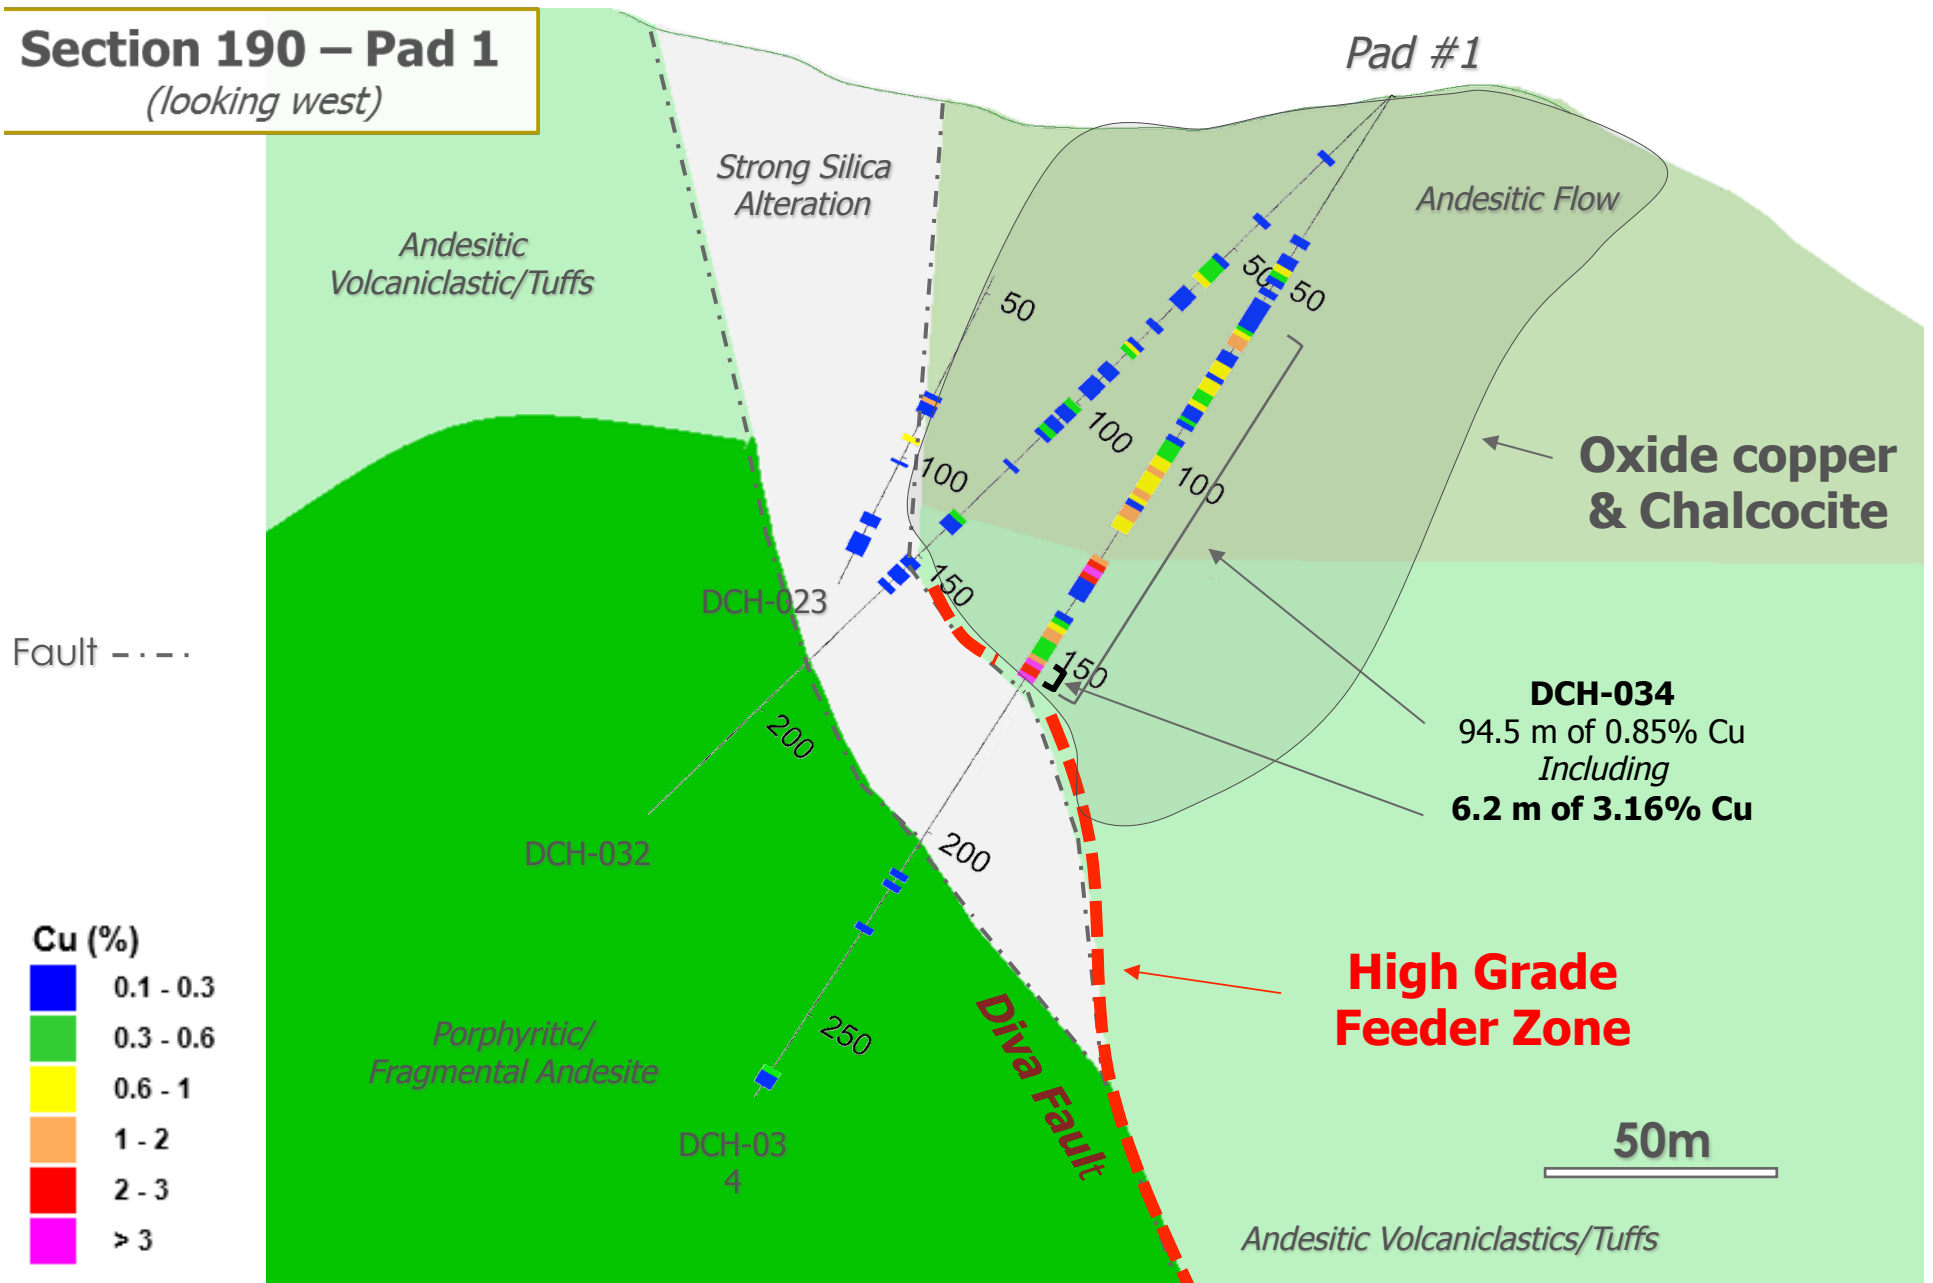 Section 190 – Pad 1
(looking west)
Pad #1
Strong Silica
Alteration
Andesitic Flow
Andesitic
Volcaniclastic/Tuffs
50
50
50
100
100
100
Oxide copper
& Chalcocite
150
DCH-023
Fault
150
DCH-034
94.5 m of 0.85% Cu
Including
6.2 m of 3.16% Cu
200
DCH-032
200
Cu (%)
0.1 - 0.3
0.3 - 0.6
0.6 - 1
1 - 2
2 - 3
> 3
High Grade
Feeder Zone
250
Porphyritic/
Fragmental Andesite
Diva Fault
DCH-03
4
50m
Andesitic Volcaniclastics/Tuffs